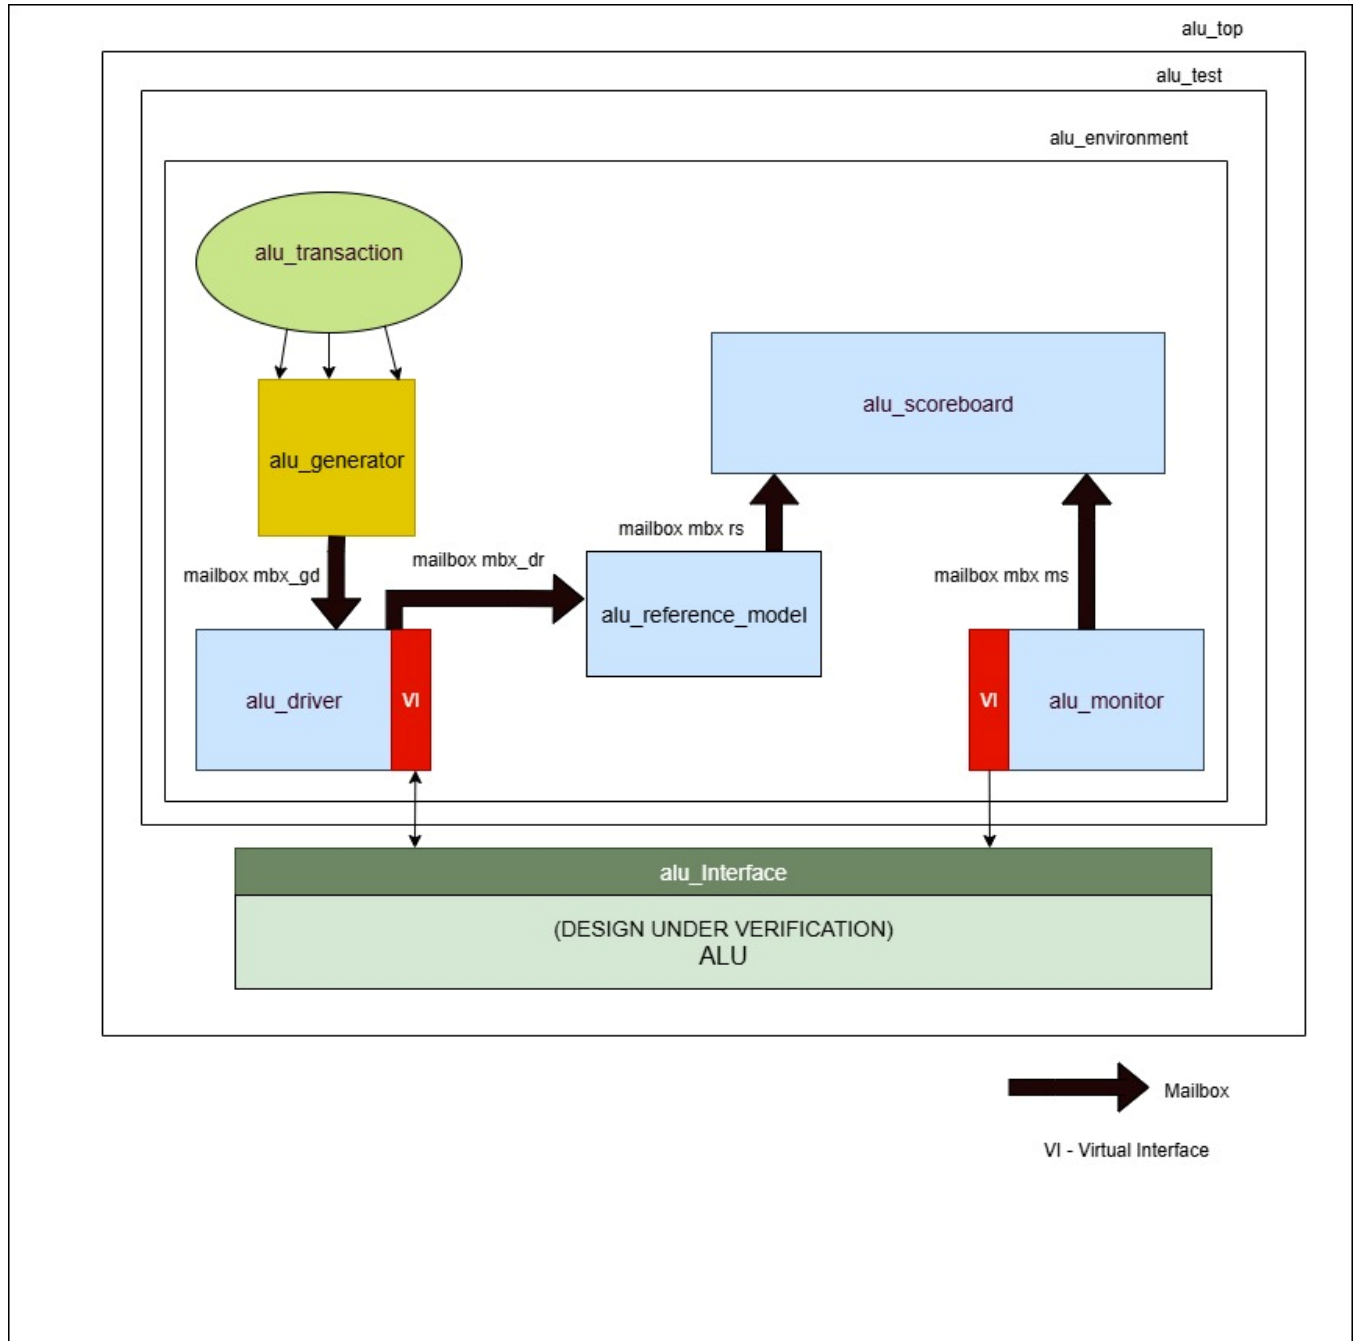 alu_top
alu_test
alu_environment
alu_transaction
alu_scoreboard
alu_generator
mailbox mbx rs
mailbox mbx_dr
mailbox mbx_gd
mailbox mbx ms
alu_reference_model
alu_driver
VI
VI
alu_monitor
alu_Interface
(DESIGN UNDER VERIFICATION)
ALU
Mailbox
VI - Virtual Interface